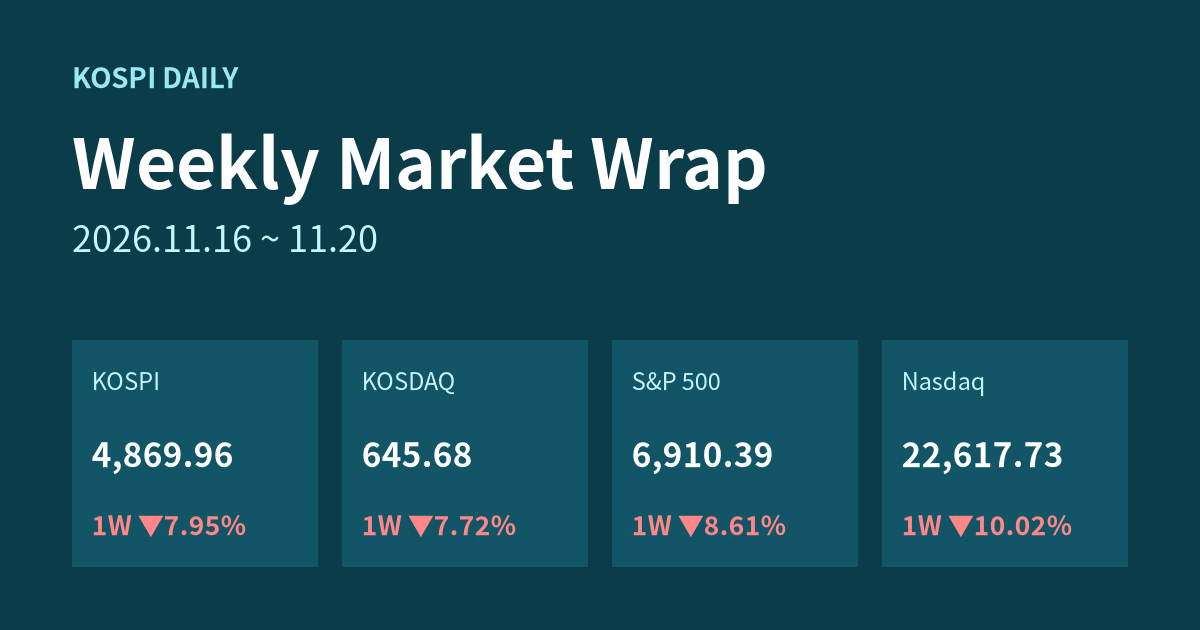 KOSPI DAILY
Weekly Market Wrap
2026.11.16 ~ 11.20
KOSPI
4,869.96
1W ▼7.95%
KOSDAQ
645.68
1W ▼7.72%
S&P 500
6,910.39
1W ▼8.61%
Nasdaq
22,617.73
1W ▼10.02%